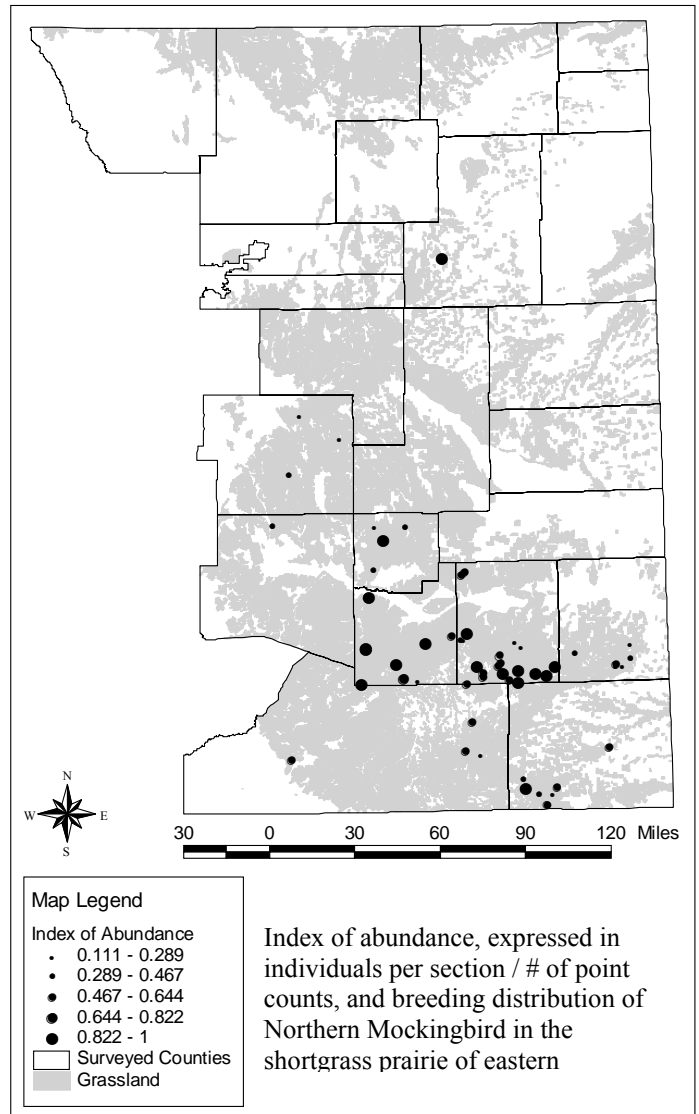 N
W E
S
30 0 30 60 90 120 Miles
Map Legend
Index of Abundance
0.111 - 0.289
0.289 - 0.467
0.467 - 0.644
0.644 - 0.822
0.822 - 1
Surveyed Counties
Grassland
Index of abundance, expressed in
individuals per section / # of point
counts, and breeding distribution of
Northern Mockingbird in the
shortgrass prairie of eastern